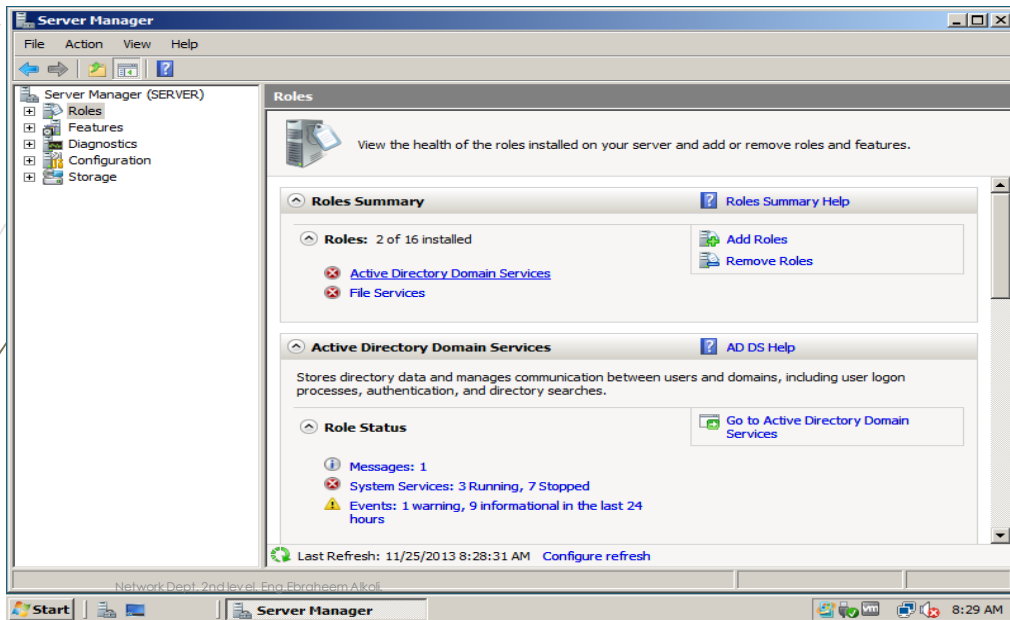 Server Manager
File Action View Help
Server Manager (SERVER)
Roles
Features
Diagnostics
Configuration
Storage
Roles
View the health of the roles installed on your server and add or remove roles and features.
Roles Summary
Roles Summary Help
Roles: 2 of 16 installed
Add Roles
Remove Roles
Active Directory Domain Services
File Services
Active Directory Domain Services
AD DS Help
Stores directory data and manages communication between users and domains, including user logon
processes, authentication, and directory searches.
Role Status
Go to Active Directory Domain
Services
Messages: 1
System Services: 3 Running, 7 Stopped
Events: 1 warning, 9 informational in the last 24
hours
Last Refresh: 11/25/2013 8:28:31 AM Configure refresh
Network Dept. 2nd level, Eng.Ebraheem Alkoli
Start
Server Manager
vm
8:29 AM